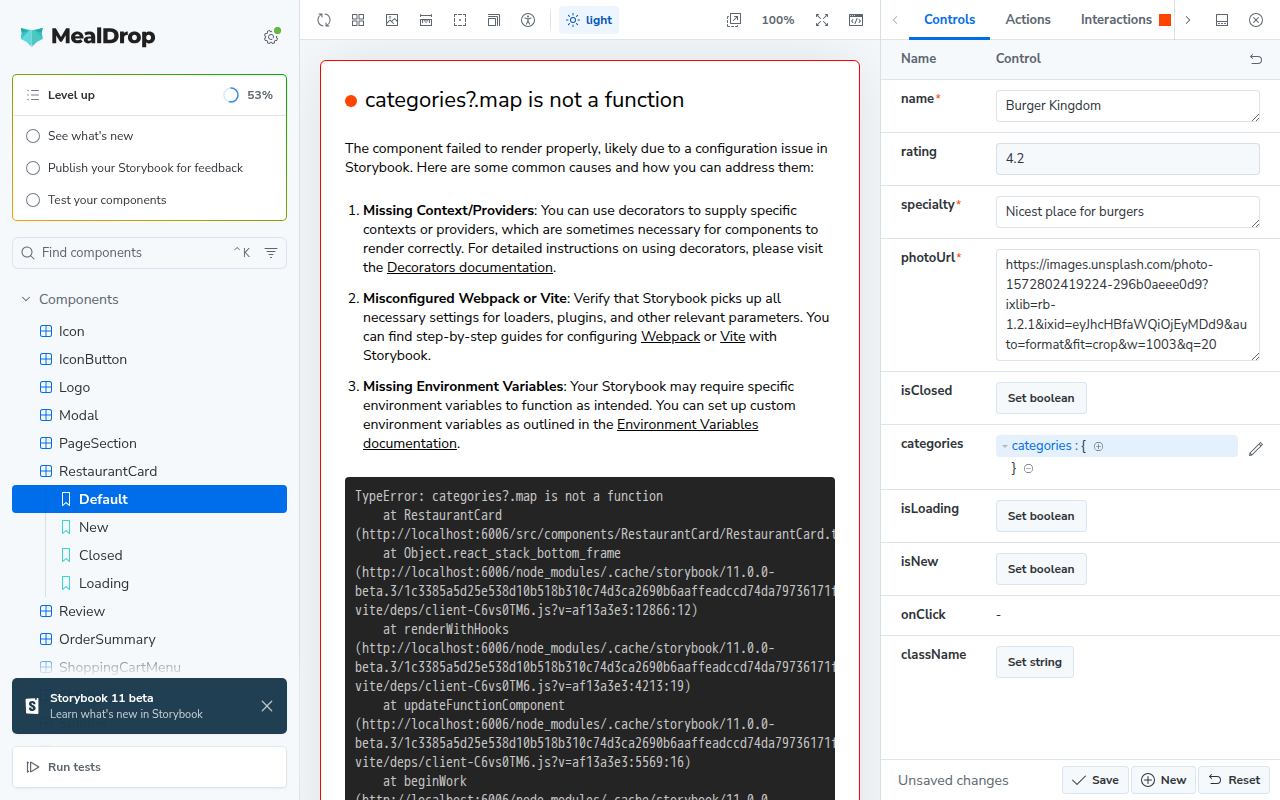 MealDrop
Level up
53%
See what's new
Publish your Storybook for feedback
Test your components
Find components
^ K
Components
Icon
IconButton
Logo
Modal
PageSection
RestaurantCard
Default
New
Closed
Loading
Review
OrderSummary
ShoppingCartMenu
Storybook 11 beta
Learn what's new in Storybook
Run tests
light
100%
categories?.map is not a function
The component failed to render properly, likely due to a configuration issue in
Storybook. Here are some common causes and how you can address them:
1. Missing Context/Providers: You can use decorators to supply specific
contexts or providers, which are sometimes necessary for components to
render correctly. For detailed instructions on using decorators, please visit
the Decorators documentation.
2. Misconfigured Webpack or Vite: Verify that Storybook picks up all
necessary settings for loaders, plugins, and other relevant parameters. You
can find step-by-step guides for configuring Webpack or Vite with
Storybook.
3. Missing Environment Variables: Your Storybook may require specific
environment variables to function as intended. You can set up custom
environment variables as outlined in the Environment Variables
documentation.
TypeError: categories?.map is not a function
at RestaurantCard
(http://localhost:6006/src/components/RestaurantCard/RestaurantCard.t
at Object.react_stack_bottom_frame
(http://localhost:6006/node_modules/.cache/storybook/11.0.0-
beta.3/1c3385a5d25e538d10b518b310c74d3ca2690b6aaffeadccd74da79736171f
vite/deps/client-C6vs0TM6.js?v=af13a3e3:12866:12)
at renderWithHooks
(http://localhost:6006/node_modules/.cache/storybook/11.0.0-
beta.3/1c3385a5d25e538d10b518b310c74d3ca2690b6aaffeadccd74da79736171f
vite/deps/client-C6vs0TM6.js?v=af13a3e3:4213:19)
at updateFunctionComponent
(http://localhost:6006/node_modules/.cache/storybook/11.0.0-
beta.3/1c3385a5d25e538d10b518b310c74d3ca2690b6aaffeadccd74da79736171f
vite/deps/client-C6vs0TM6.js?v=af13a3e3:5569:16)
at beginWork
(http://localhost:6006/node_modules/.cache/storybook/11.0.0-
Controls
Actions
Interactions
Name
Control
name*
Burger Kingdom
rating
4.2
specialty*
Nicest place for burgers
photoUrl*
https://images.unsplash.com/photo-
1572802419224-296b0aeee0d9?
ixlib=rb-
1.2.1&ixid=eyJhcHBfaWQiOjEyMDd9&au
to=format&fit=crop&w=1003&q=20
isClosed
Set boolean
categories
categories : {
}
isLoading
Set boolean
isNew
Set boolean
onClick
-
className
Set string
Unsaved changes
Save
New
Reset